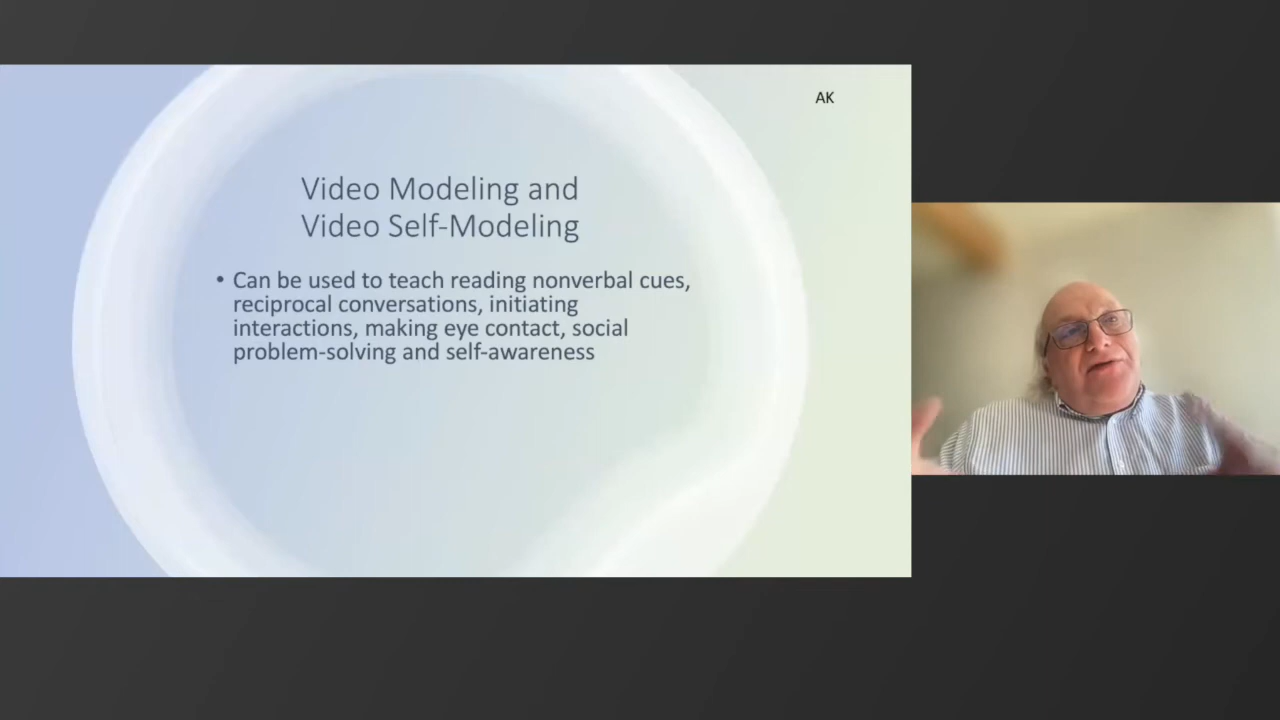 AK
Video Modeling and
Video Self-Modeling
• Can be used to teach reading nonverbal cues,
reciprocal conversations, initiating
interactions, making eye contact, social
problem-solving and self-awareness